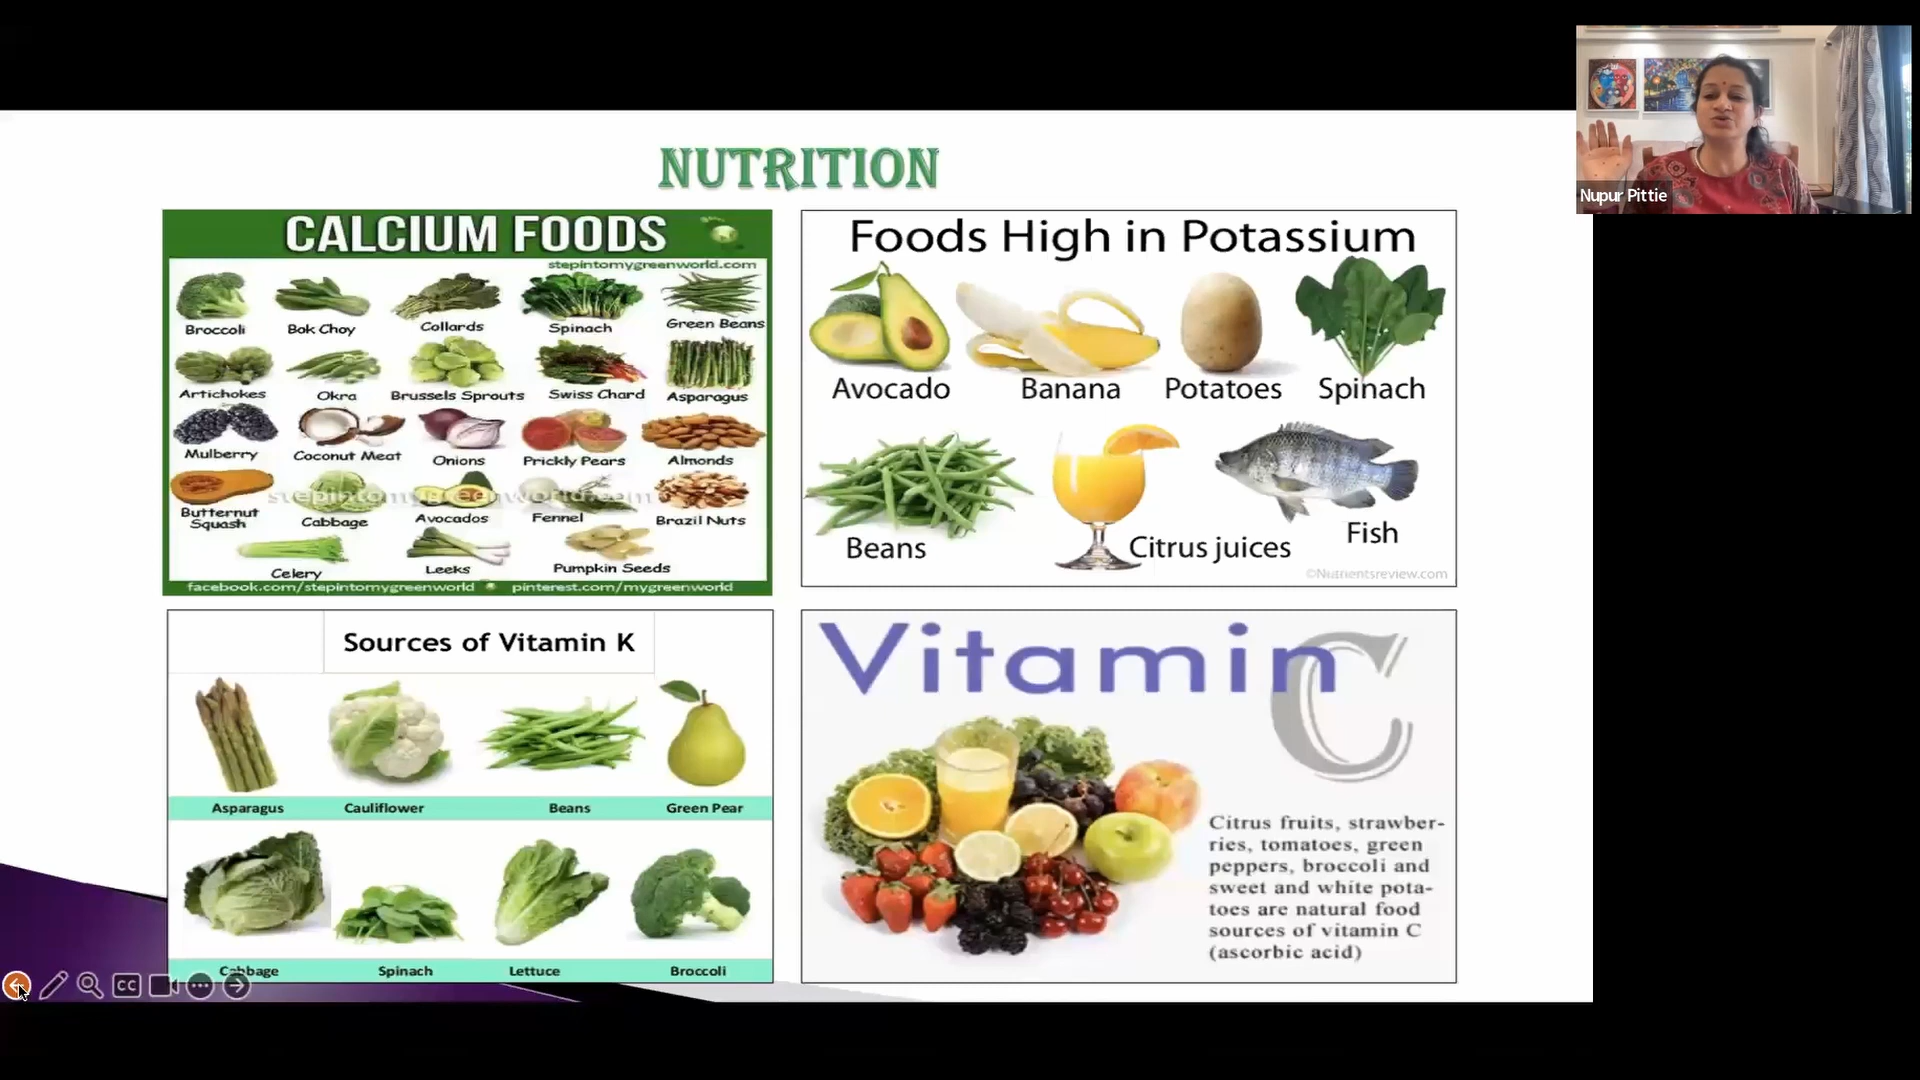 NUTRITION
CALCIUM FOODS
stepintomygreenworld.com
Broccoli
Bok Choy
Collards
Spinach
Green Beans
Artichokes
Okra
Brussels Sprouts
Swiss Chard
Asparagus
Mulberry
Coconut Meat
Onions
Prickly Pears
Almonds
stepintomygreenworld.com
Butternut
Squash
Cabbage
Avocados
Fennel
Brazil Nuts
Celery
Leeks
Pumpkin Seeds
facebook.com/stepintomygreenworld
pinterest.com/mygreenworld
Foods High in Potassium
Avocado
Banana
Potatoes
Spinach
Beans
Citrus juices
Fish
©Nutrientsreview.com
Sources of Vitamin K
Asparagus
Cauliflower
Beans
Green Pear
Cabbage
Spinach
Lettuce
Broccoli
Vitamin C
Citrus fruits, strawber-
ries, tomatoes, green
peppers, broccoli and
sweet and white pota-
toes are natural food
sources of vitamin C
(ascorbic acid)
Nupur Pittie
CC